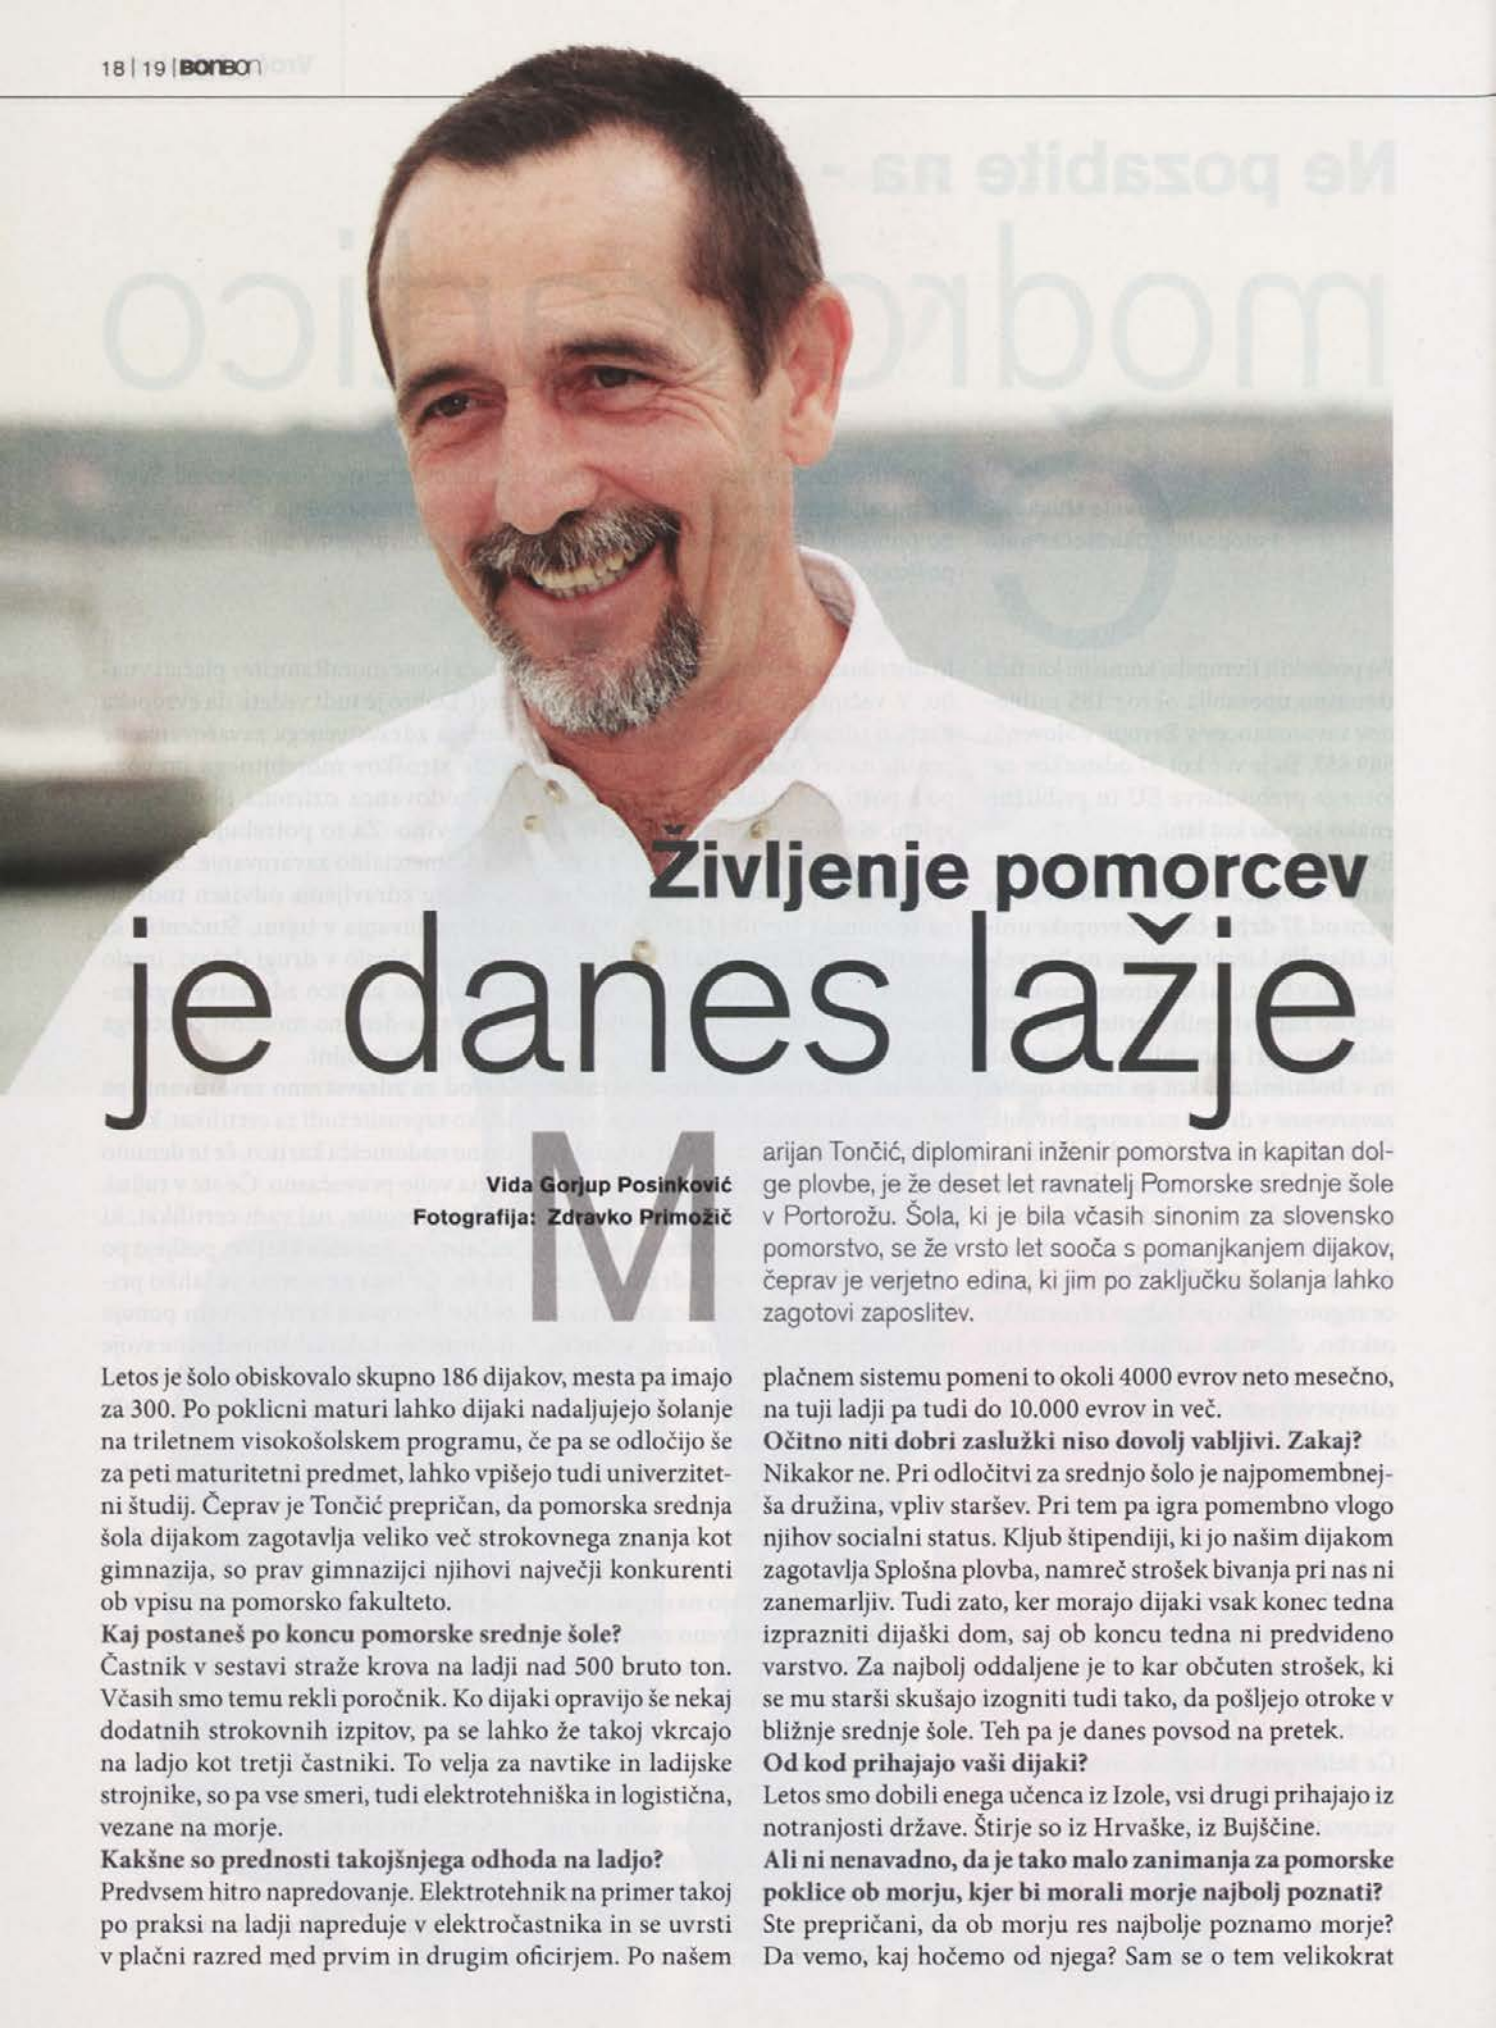 18 | 19 | BONBON
Življenje pomorcev
je danes lažje
Vida Gorjup Posinković
Fotografija: Zdravko Primožič
M
arijan Tončić, diplomirani inženir pomorstva in kapitan dol-
ge plovbe, je že deset let ravnatelj Pomorske srednje šole
v Portorožu. Šola, ki je bila včasih sinonim za slovensko
pomorstvo, se že vrsto let sooča s pomanjkanjem dijakov,
čeprav je verjetno edina, ki jim po zaključku šolanja lahko
zagotovi zaposlitev.
Letos je šolo obiskovalo skupno 186 dijakov, mesta pa imajo
za 300. Po poklicni maturi lahko dijaki nadaljujejo šolanje
na triletnem visokošolskem programu, če pa se odločijo še
za peti maturitetni predmet, lahko vpišejo tudi univerzitet-
ni študij. Čeprav je Tončić prepričan, da pomorska srednja
šola dijakom zagotavlja veliko več strokovnega znanja kot
gimnazija, so prav gimnazijci njihovi največji konkurenti
ob vpisu na pomorsko fakulteto.
Kaj postaneš po koncu pomorske srednje šole?
Častnik v sestavi straže krova na ladji nad 500 bruto ton.
Včasih smo temu rekli poročnik. Ko dijaki opravijo še nekaj
dodatnih strokovnih izpitov, pa se lahko že takoj vkrcajo
na ladjo kot tretji častniki. To velja za navtike in ladijske
strojnike, so pa vse smeri, tudi elektrotehniška in logistična,
vezane na morje.
Kakšne so prednosti takojšnjega odhoda na ladjo?
Predvsem hitro napredovanje. Elektrotehnik na primer takoj
po praksi na ladji napreduje v elektročastnika in se uvrsti
v plačni razred med prvim in drugim oficirjem. Po našem
plačnem sistemu pomeni to okoli 4000 evrov neto mesečno,
na tuji ladji pa tudi do 10.000 evrov in več.
Očitno niti dobri zaslužki niso dovolj vabljivi. Zakaj?
Nikakor ne. Pri odločitvi za srednjo šolo je najpomembnej-
ša družina, vpliv staršev. Pri tem pa igra pomembno vlogo
njihov socialni status. Kljub štipendiji, ki jo našim dijakom
zagotavlja Splošna plovba, namreč strošek bivanja pri nas ni
zanemarljiv. Tudi zato, ker morajo dijaki vsak konec tedna
izprazniti dijaški dom, saj ob koncu tedna ni predvideno
varstvo. Za najbolj oddaljene je to kar občuten strošek, ki
se mu starši skušajo izogniti tudi tako, da pošljejo otroke v
bližnje srednje šole. Teh pa je danes povsod na pretek.
Od kod prihajajo vaši dijaki?
Letos smo dobili enega učenca iz Izole, vsi drugi prihajajo iz
notranjosti države. Štirje so iz Hrvaške, iz Bujščine.
Ali ni nenavadno, da je tako malo zanimanja za pomorske
poklice ob morju, kjer bi morali morje najbolj poznati?
Ste prepričani, da ob morju res najbolje poznamo morje?
Da vemo, kaj hočemo od njega? Sam se o tem velikokrat